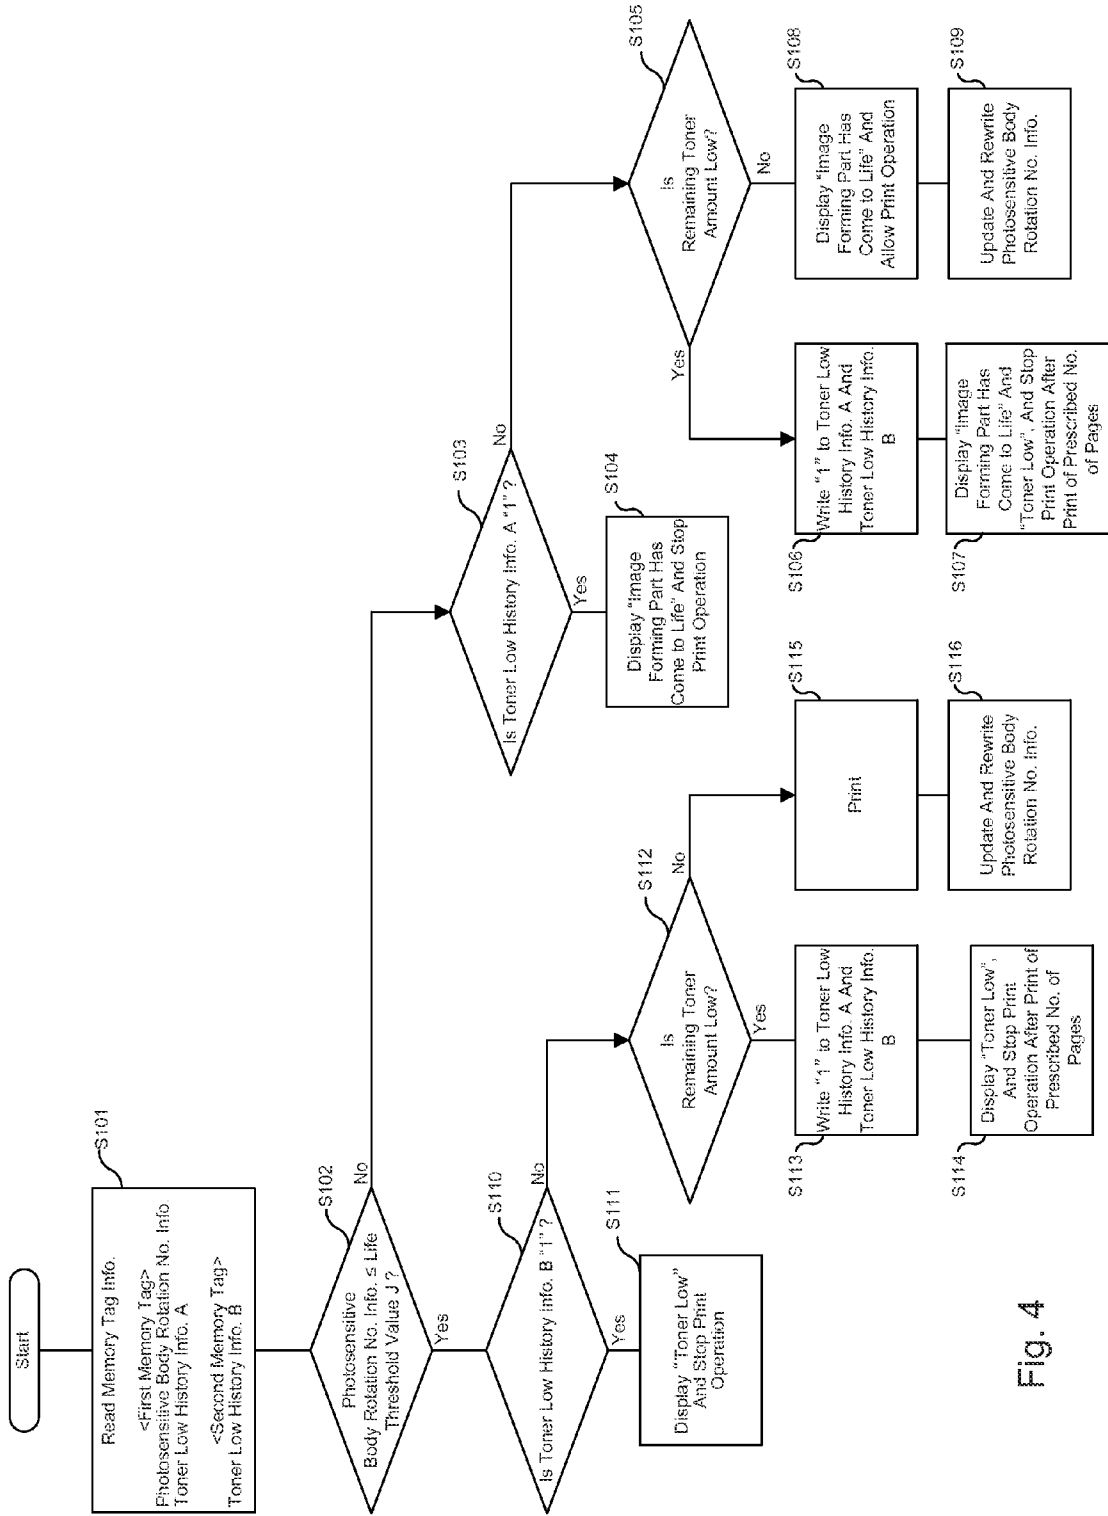 Start
S101
Read Memory Tag Info.
<First Memory Tag>
Photosensitive Body Rotation No. Info.
Toner Low History Info. A
<Second Memory Tag>
Toner Low History Info. B
S102
Photosensitive
Body Rotation No. Info. ≤ Life
Threshold Value J ?
No
Yes
S103
Is Toner Low History Info. A “1” ?
No
Yes
S104
Display “Image
Forming Part Has
Come to Life” And Stop
Print Operation
S105
Is
Remaining Toner
Amount Low?
Yes
No
S106
Write “1” to Toner Low
History Info. A And
Toner Low History Info.
B
S107
Display “Image
Forming Part Has
Come to Life” And
“Toner Low”, And Stop
Print Operation After
Print of Prescribed No.
of Pages
S108
Display “Image
Forming Part Has
Come to Life” And
Allow Print Operation
S109
Update And Rewrite
Photosensitive Body
Rotation No. Info.
S110
Is Toner Low History Info. B “1” ?
No
Yes
S111
Display “Toner Low”
And Stop Print
Operation
S112
Is
Remaining Toner
Amount Low?
No
Yes
S113
Write “1” to Toner Low
History Info. A And
Toner Low History Info.
B
S114
Display “Toner Low”,
And Stop Print
Operation After Print of
Prescribed No. of
Pages
S115
Print
S116
Update And Rewrite
Photosensitive Body
Rotation No. Info.
Fig. 4